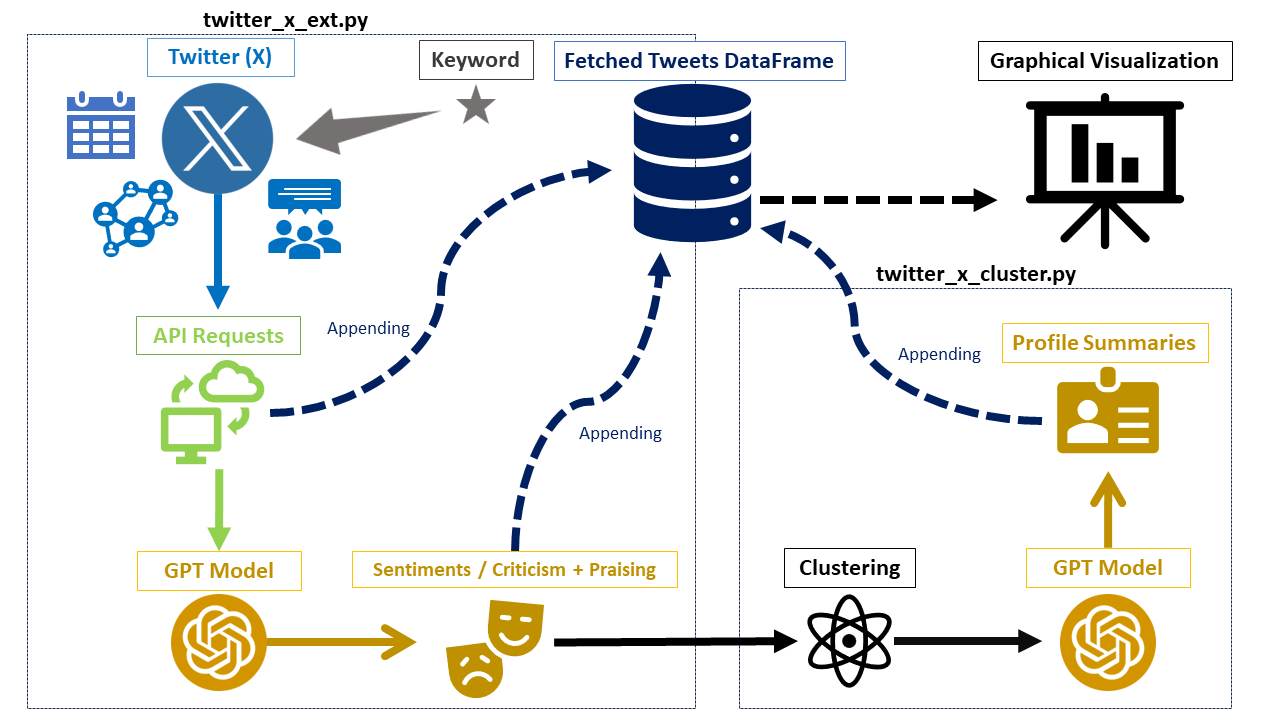 twitter_x_ext.py
Twitter (X)
Keyword
Fetched Tweets DataFrame
Graphical Visualization
twitter_x_cluster.py
API Requests
Appending
Profile Summaries
Appending
Appending
GPT Model
Sentiments / Criticism + Praising
Clustering
GPT Model